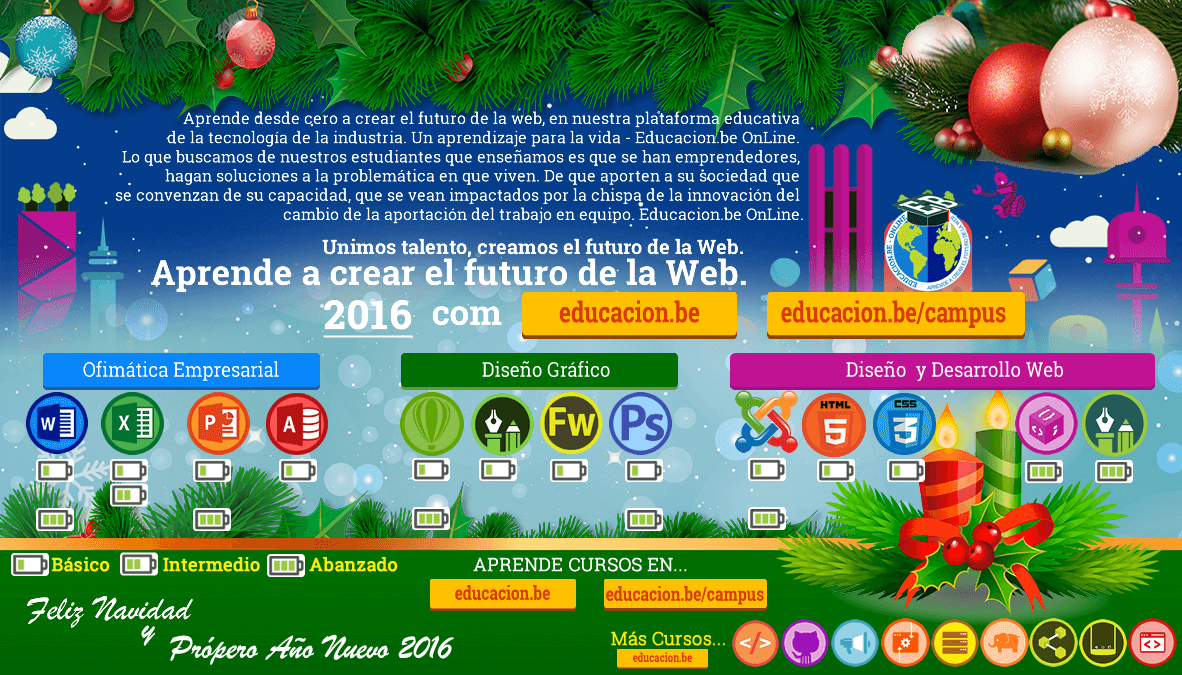 Aprende desde cero a crear el futuro de la web, en nuestra plataforma educativa
de la tecnología de la industria. Un aprendizaje para la vida - Educacion.be OnLine.
Lo que buscamos de nuestros estudiantes que enseñamos es que se han emprendedores,
hagan soluciones a la problemática en que viven. De que aporten a su sociedad que
se convenzan de su capacidad, que se vean impactados por la chispa de la innovación del
cambio de la aportación del trabajo en equipo. Educacion.be OnLine.
EB
EDUCACION.BE - ONLINE
Unimos talento, creamos el futuro de la Web.
Aprende a crear el futuro de la Web.
2016 com educacion.be educacion.be/campus
Ofimática Empresarial Diseño Gráfico Diseño y Desarrollo Web
W X P A Fw Ps HTML 5 CSS 3
Básico Intermedio Abanzado
APRENDE CURSOS EN...
educacion.be educacion.be/campus
Feliz Navidad
y
Própero Año Nuevo 2016
Más Cursos...
educacion.be